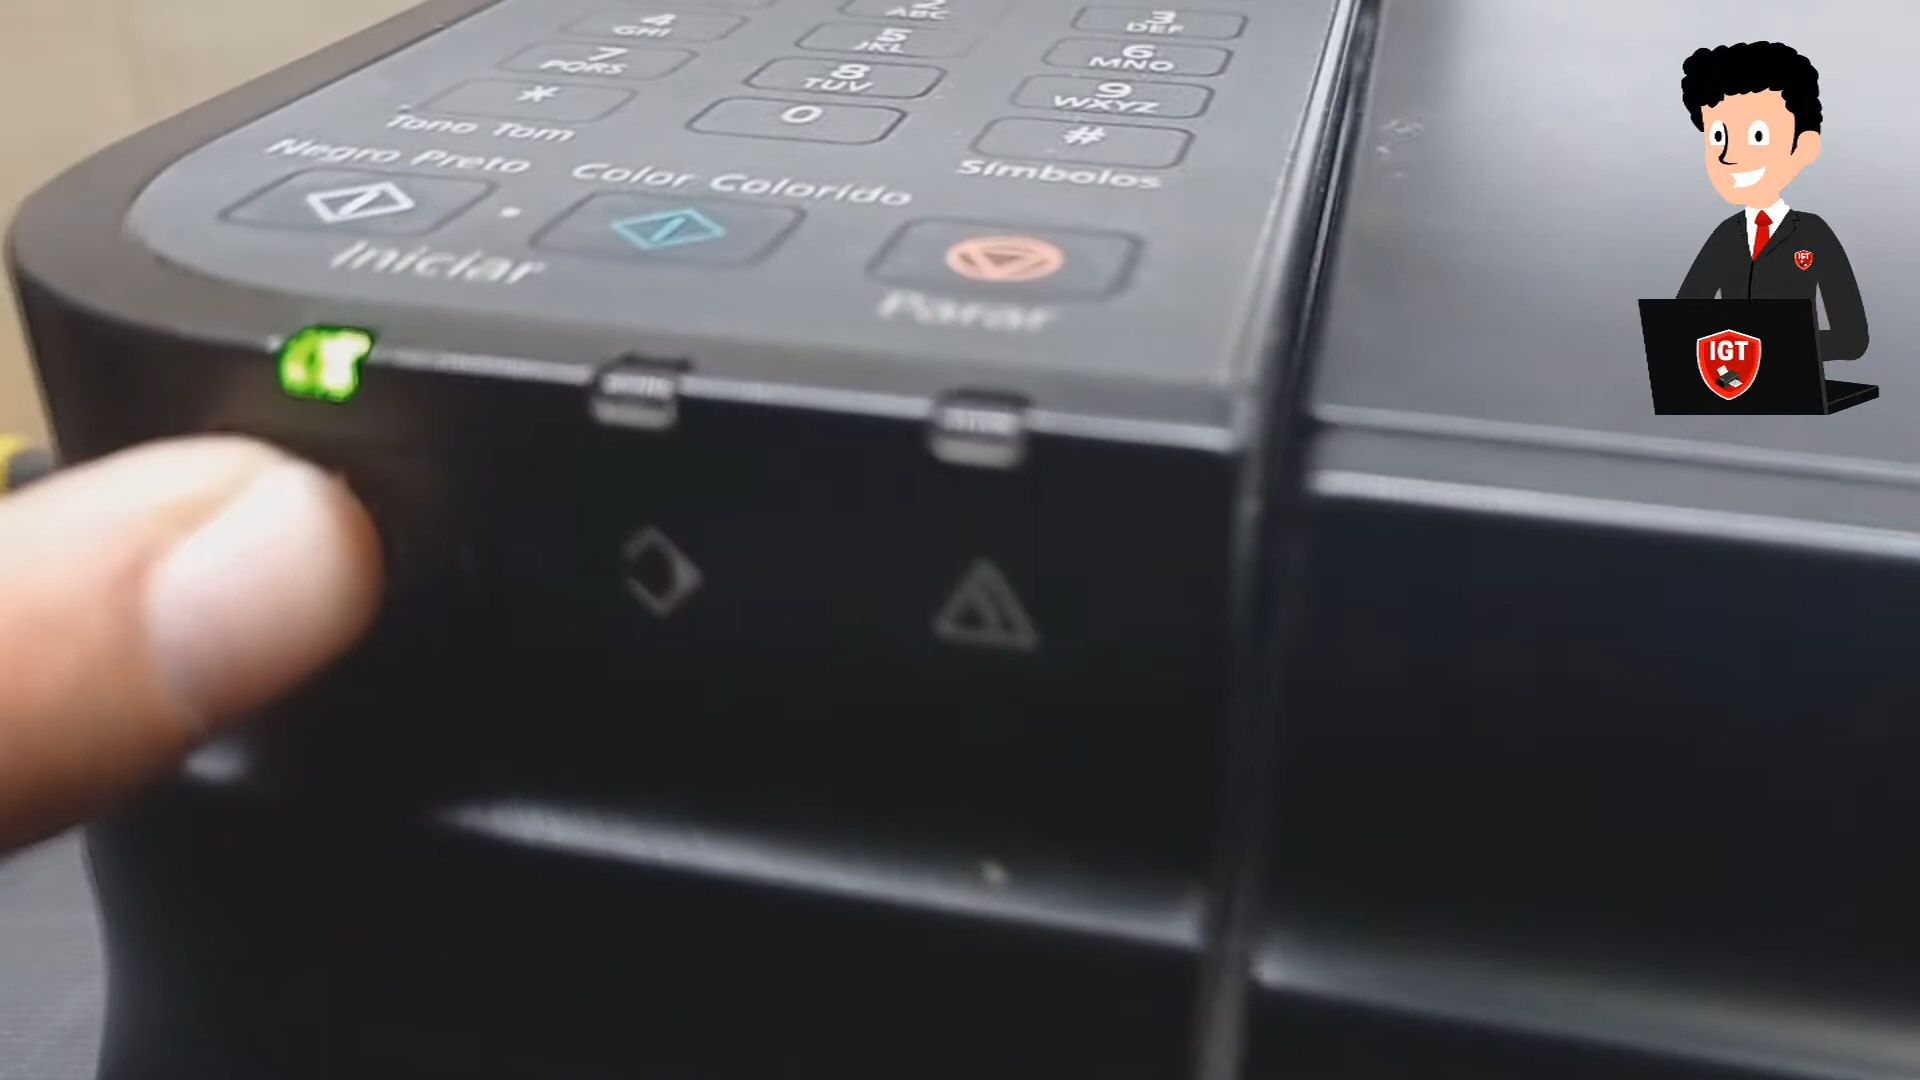 2
ABC
3
DEF
4
GHI
5
JKL
6
MNO
7
PQRS
8
TUV
9
WXYZ
*
0
#
Tono Tom
Símbolos
Negro Preto
Color Colorido
Iniciar
Parar
IGT
IGT